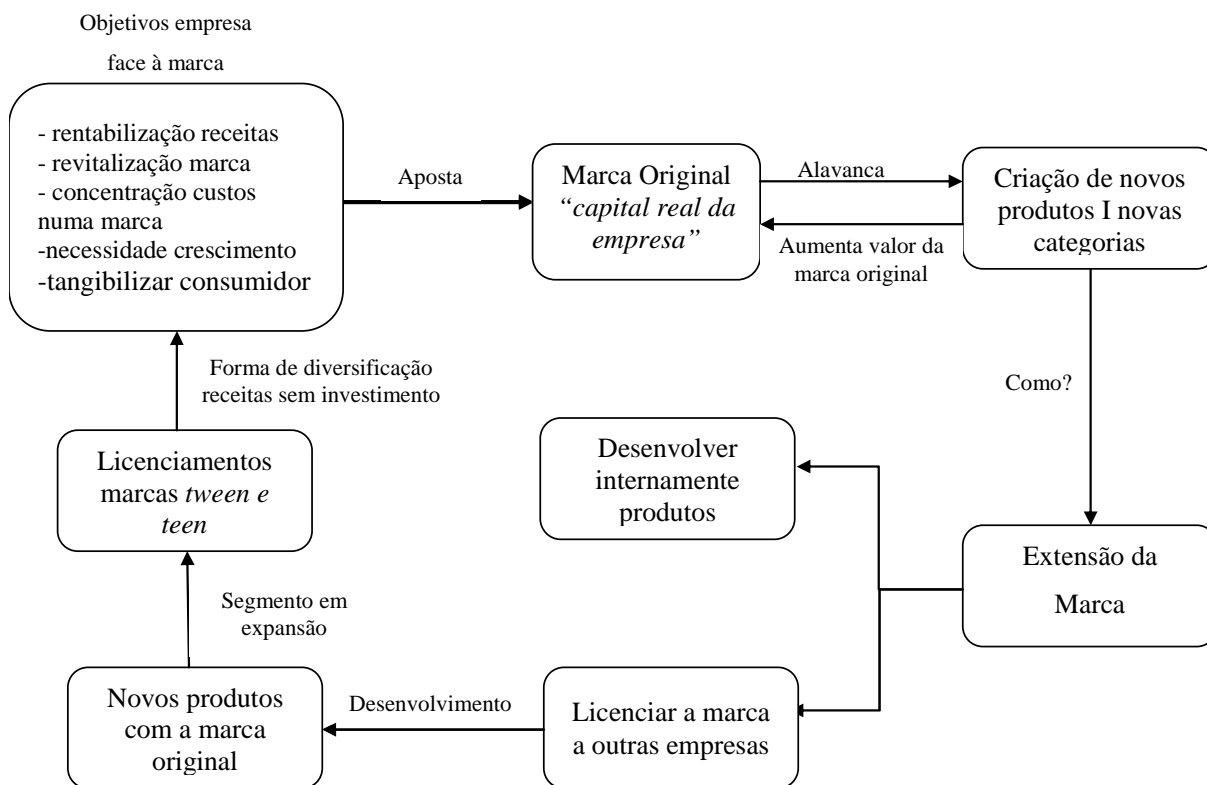 Objetivos empresa
face à marca
- rentabilização receitas
- revitalização marca
- concentração custos
numa marca
-necessidade crescimento
-tangibilizar consumidor
Aposta
Marca Original
“capital real da
empresa”
Alavanca
Aumenta valor da
marca original
Criação de novos
produtos I novas
categorias
Como?
Extensão da
Marca
Desenvolver
internamente
produtos
Licenciar a marca
a outras empresas
Desenvolvimento
Novos produtos
com a marca
original
Segmento em
expansão
Licenciamentos
marcas tween e
teen
Forma de diversificação
receitas sem investimento